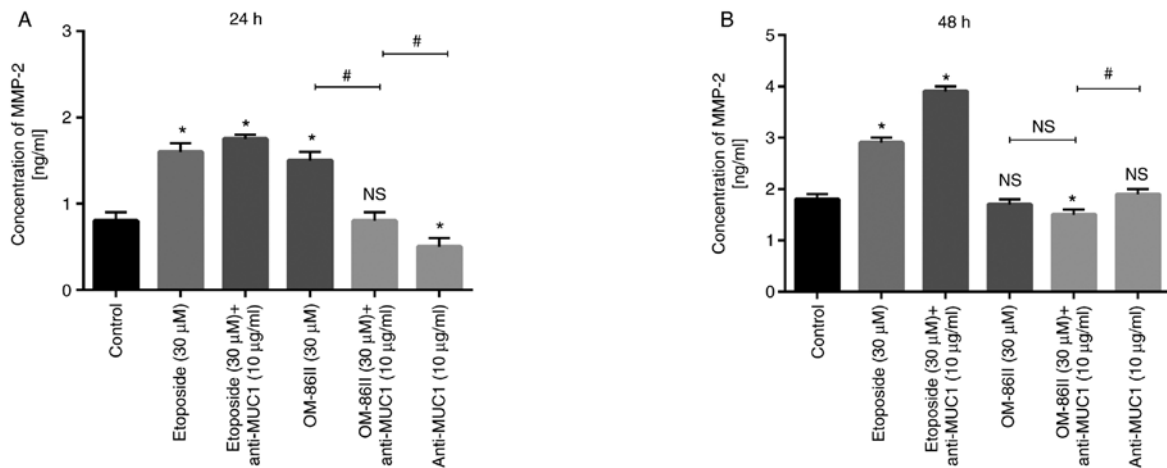 A
24 h
Concentration of MMP-2
[ng/ml]
3
2
1
0
*
*
*
NS
*
#
#
Control
Etoposide (30 µM)
Etoposide (30 µM)+
anti-MUC1 (10 µg/ml)
OM-86II (30 µM)
OM-86II (30 µM)+
anti-MUC1 (10 µg/ml)
Anti-MUC1 (10 µg/ml)
B
48 h
Concentration of MMP-2
[ng/ml]
5
4
3
2
1
0
*
*
NS
*
NS
NS
#
Control
Etoposide (30 µM)
Etoposide (30 µM)+
anti-MUC1 (10 µg/ml)
OM-86II (30 µM)
OM-86II (30 µM)+
anti-MUC1 (10 µg/ml)
Anti-MUC1 (10 µg/ml)